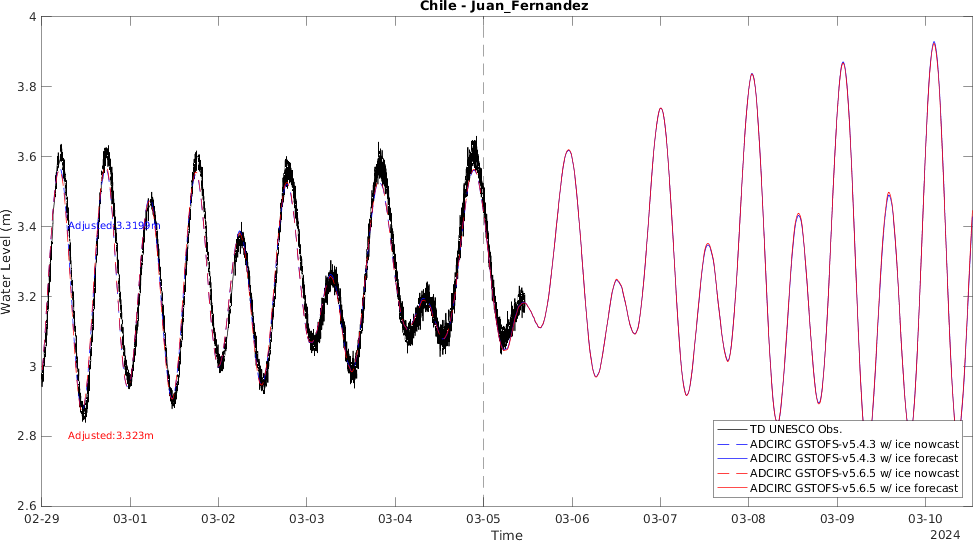 Chile - Juan_Fernandez
4
3.8
3.6
3.4
3.2
3
2.8
2.6
Water Level (m)
Adjusted:3.3199m
Adjusted:3.323m
TD UNESCO Obs.
ADCIRC GSTOFS-v5.4.3 w/ ice nowcast
ADCIRC GSTOFS-v5.4.3 w/ ice forecast
ADCIRC GSTOFS-v5.6.5 w/ ice nowcast
ADCIRC GSTOFS-v5.6.5 w/ ice forecast
02-29 03-01 03-02 03-03 03-04 03-05 03-06 03-07 03-08 03-09 03-10
Time
2024